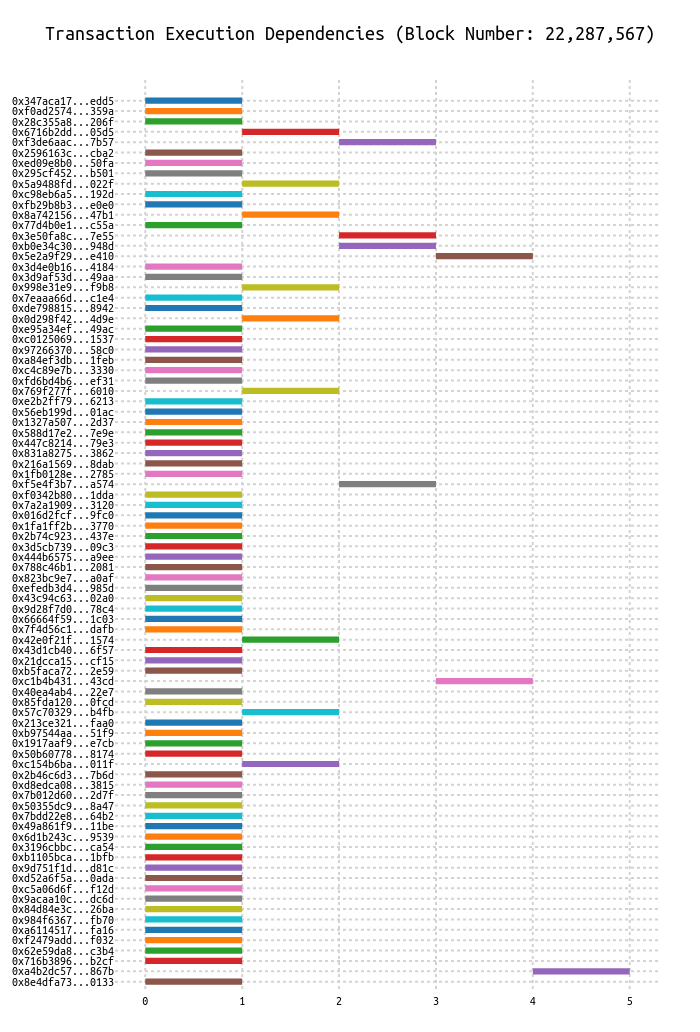 Transaction Execution Dependencies (Block Number: 22,287,567)
0x347aca17...edd5
0xf0ad2574...359a
0x28c355a8...206f
0x6716b2dd...05d5
0xf3de6aac...7b57
0x2596163c...cba2
0xed09e8b0...50fa
0x295cf452...b501
0x5a9488fd...022f
0xc98eb6a5...192d
0xfb29b8b3...e0e0
0x8a742156...47b1
0x77d4b0e1...c55a
0x3e50fa8c...7e55
0xb0e34c30...948d
0x5e2a9f29...e410
0x3d4e0b16...4184
0x3d9af53d...49aa
0x998e31e9...f9b8
0x7eaaa66d...c1e4
0xde798815...8942
0x0d298f42...4d9e
0xe95a34ef...49ac
0xc0125069...1537
0x97266370...58c0
0xa84ef3db...1feb
0xc4c89e7b...3330
0xfd6bd4b6...ef31
0x769f277f...6010
0xe2b2ff79...6213
0x56eb199d...01ac
0x1327a507...2d37
0x588d17e2...7e9e
0x447c8214...79e3
0x831a8275...3862
0x216a1569...8dab
0x1fb0128e...2785
0xf5e4f3b7...a574
0xf0342b80...1dda
0x7a2a1909...3120
0x016d2fcf...9fc0
0x1fa1ff2b...3770
0x2b74c923...437e
0x3d5cb739...09c3
0x444b6575...a9ee
0x788c46b1...2081
0x823bc9e7...a0af
0xefedb3d4...985d
0x43c94c63...02a0
0x9d28f7d0...78c4
0x66664f59...1c03
0x7f4d56c1...dafb
0x42e0f21f...1574
0x43d1cb40...6f57
0x21dcca15...cf15
0xb5faca72...2e59
0xc1b4b431...43cd
0x40ea4ab4...22e7
0x85fda120...0fcd
0x57c70329...b4fb
0x213ce321...faa0
0xb97544aa...51f9
0x1917aaf9...e7cb
0x50b60778...8174
0xc154b6ba...011f
0x2b46c6d3...7b6d
0xd8edca08...3815
0x7b012d60...2d7f
0x50355dc9...8a47
0x7bdd22e8...64b2
0x49a861f9...11be
0x6d1b243c...9539
0x3196cbbc...ca54
0xb1105bca...1bfb
0x9d751f1d...d81c
0xd52a6f5a...0ada
0xc5a06d6f...f12d
0x9acaa10c...dc6d
0x84d84e3c...26ba
0x984f6367...fb70
0xa6114517...fa16
0xf2479add...f032
0x62e59da8...c3b4
0x716b3896...b2cf
0xa4b2dc57...867b
0x8e4dfa73...0133
0 1 2 3 4 5